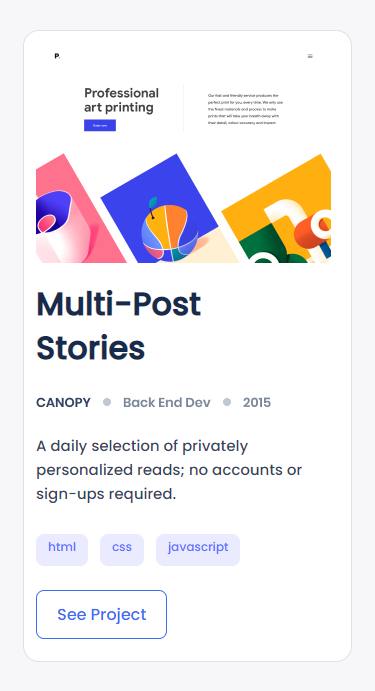 P.
Professional
art printing
Our fast and friendly service produces the
perfect print for you, every time. We only use
the finest materials and process to make
prints that will take your breath away with
their detail, colour accuracy and impact.
Multi-Post
Stories
CANOPY Back End Dev 2015
A daily selection of privately
personalized reads; no accounts or
sign-ups required.
html css javascript
See Project